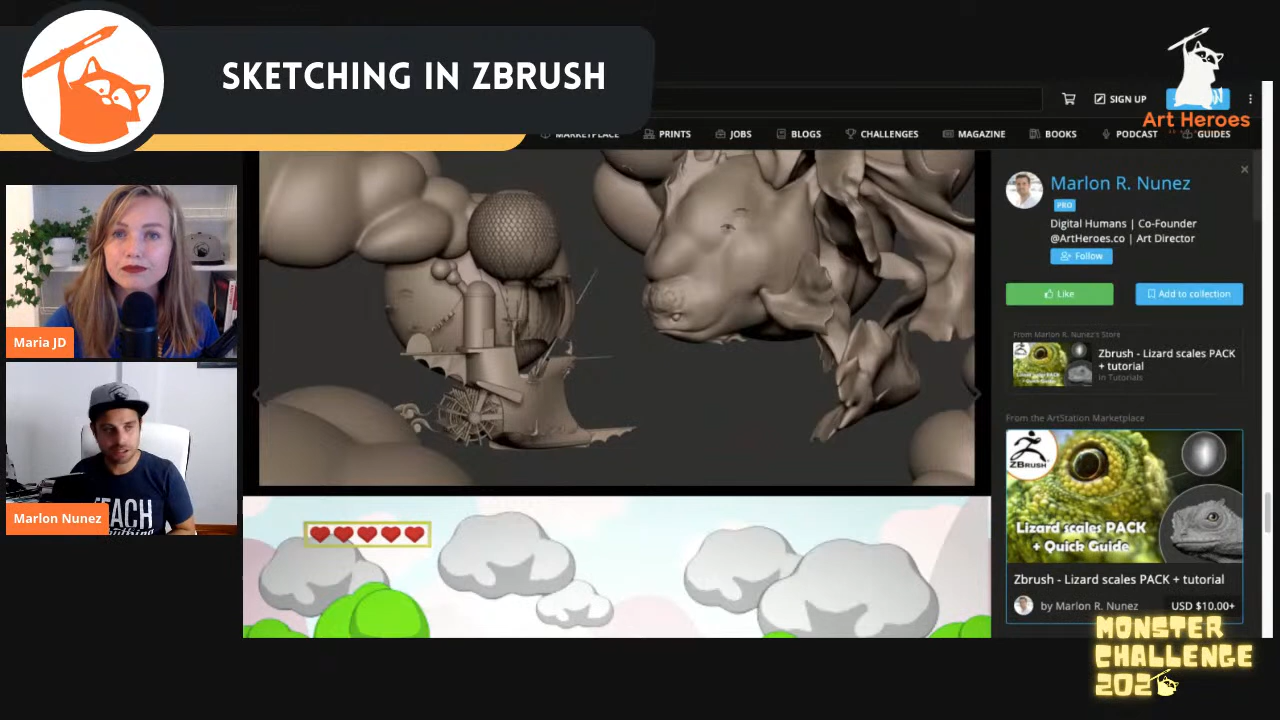 SKETCHING IN ZBRUSH
SIGN UP
Art Heroes
MARKETPLACE
PRINTS
JOBS
BLOGS
CHALLENGES
MAGAZINE
BOOKS
PODCAST
GUIDES
Marlon R. Nunez
PRO
Digital Humans | Co-Founder
@ArtHeroes.co | Art Director
Follow
Like
Add to collection
From Marlon R. Nunez's Store
Zbrush - Lizard scales PACK
+ tutorial
in Tutorials
From the ArtStation Marketplace
ZBRUSH
Lizard scales PACK
+ Quick Guide
Zbrush - Lizard scales PACK + tutorial
by Marlon R. Nunez
USD $10.00+
Maria JD
Marlon Nunez
MONSTER
CHALLENGE
202